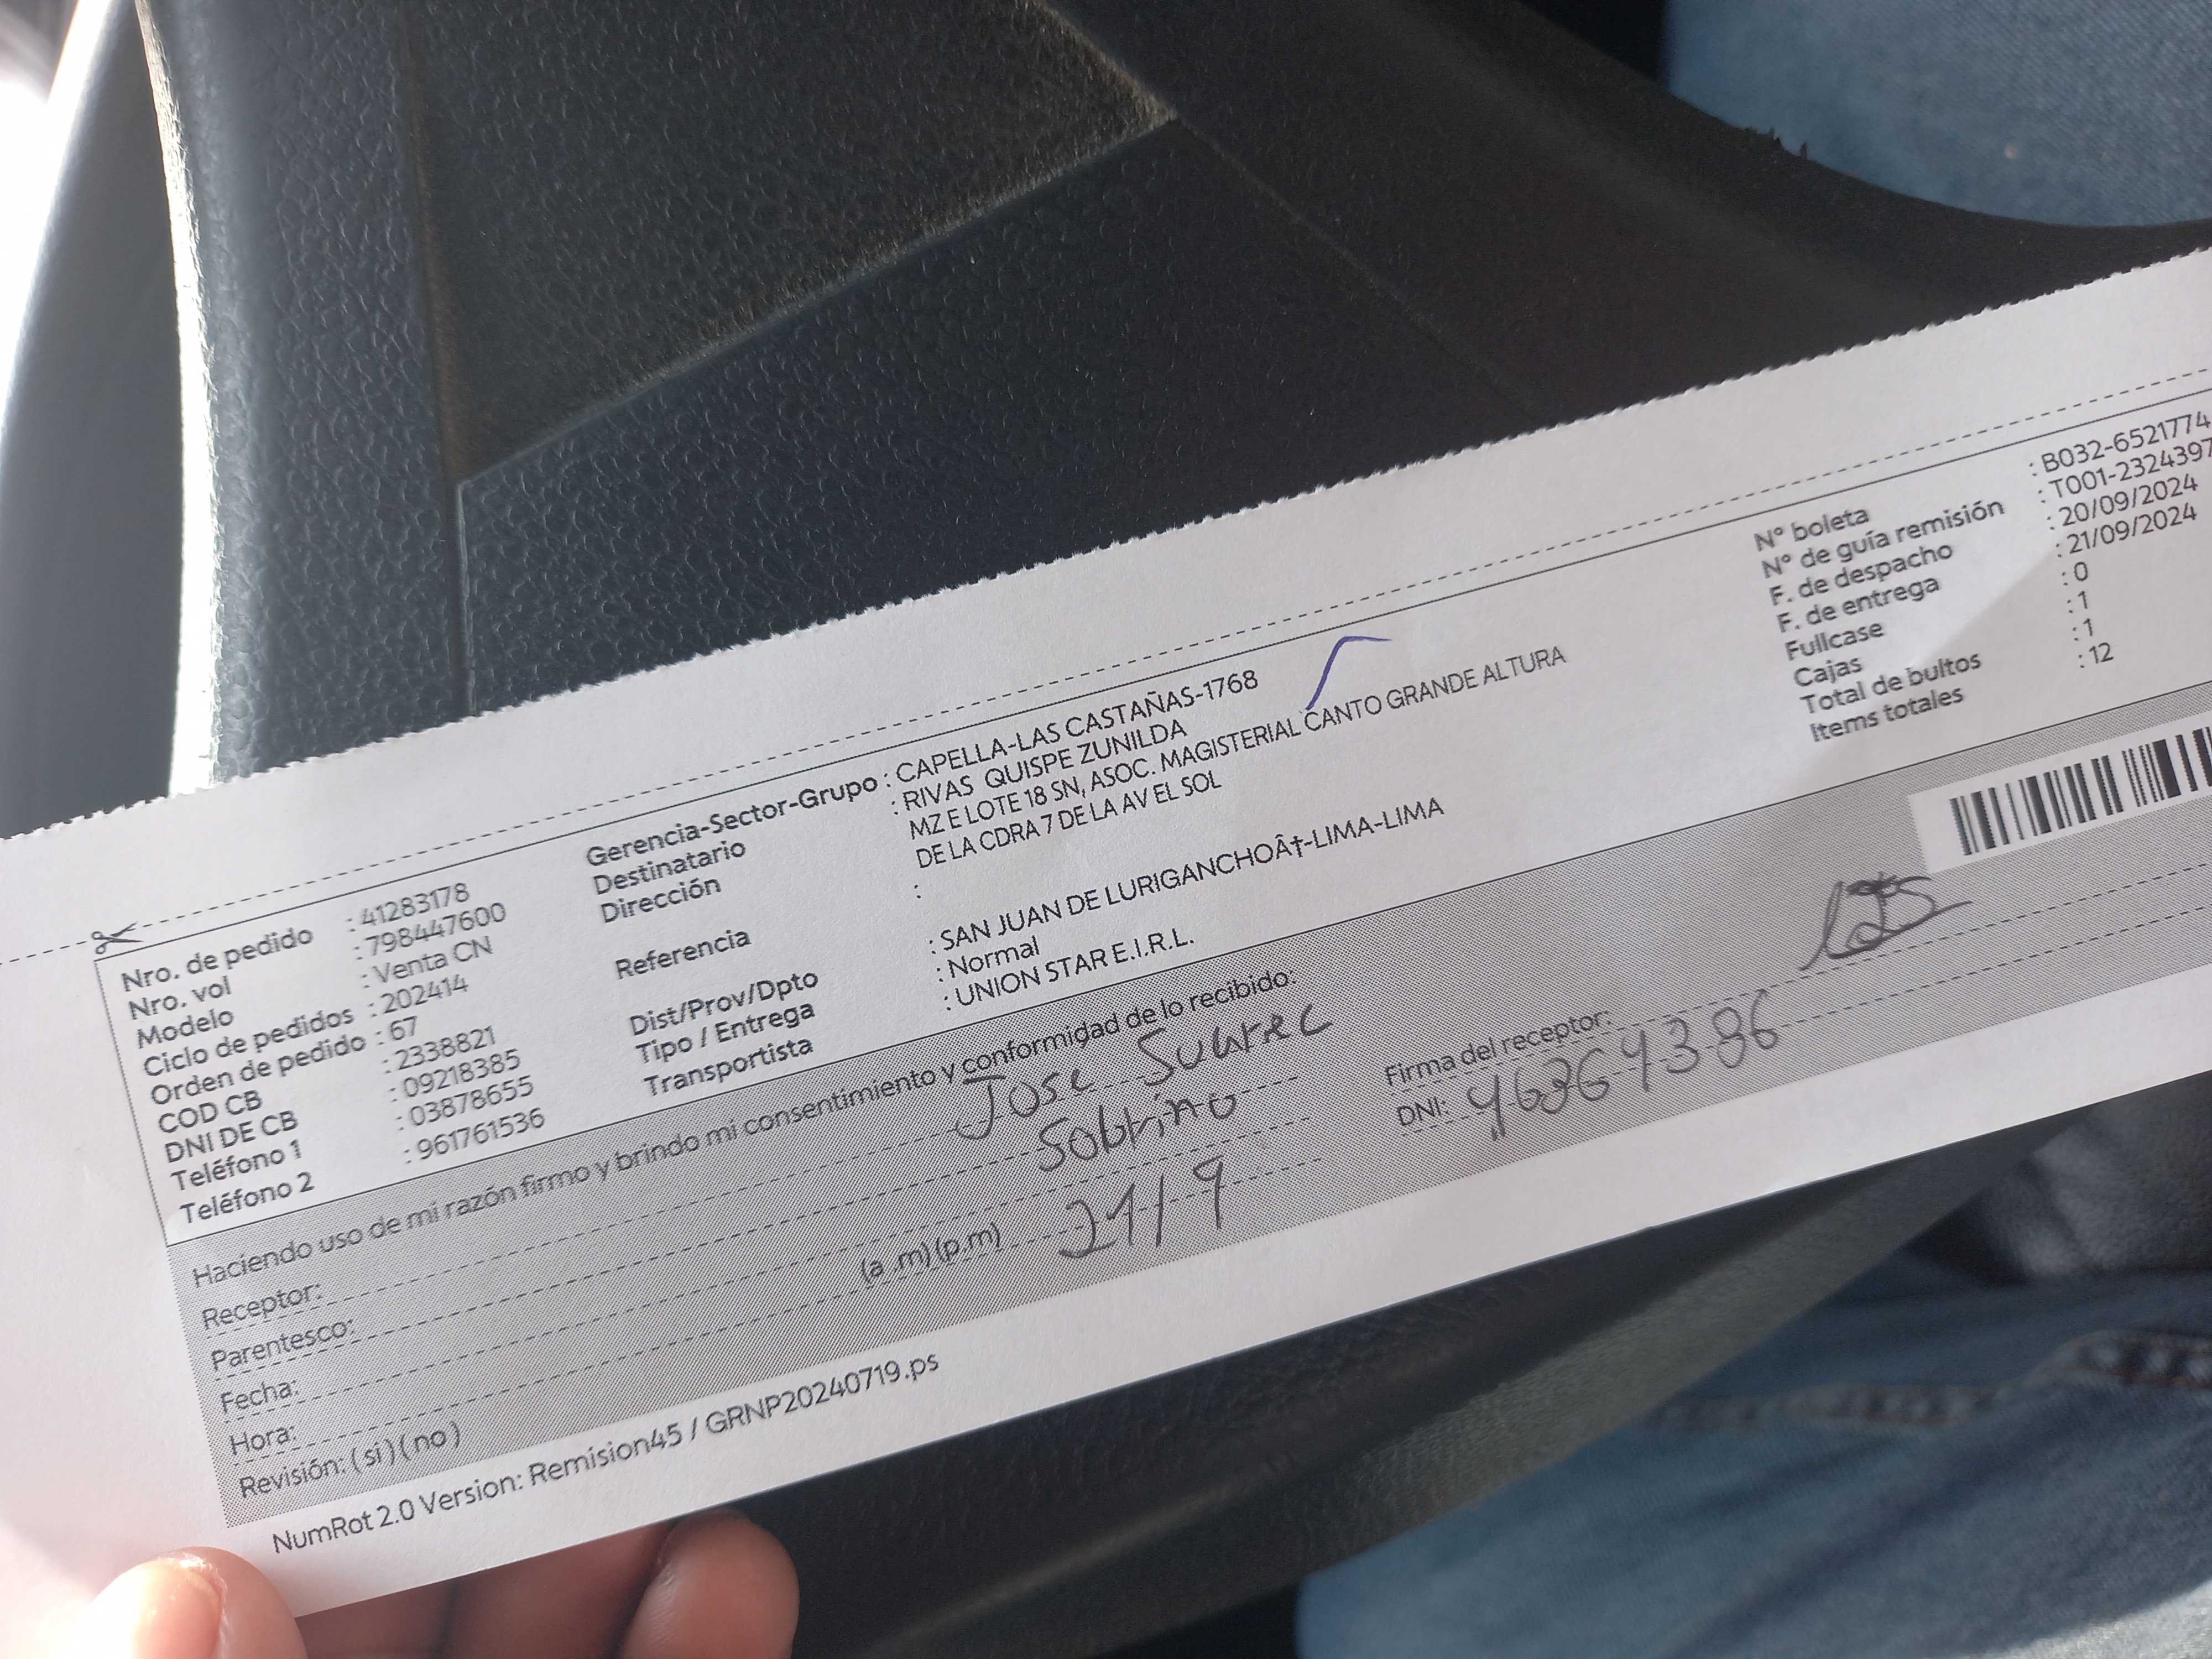 Nro. de pedido : 41283178
Nro. vol : 798447600
Modelo : Venta CN
Ciclo de pedidos : 202414
Orden de pedido : 67
COD CB : 2338821
DNI DE CB : 09218385
Teléfono 1 : 03878655
Teléfono 2 : 961761536
Gerencia-Sector-Grupo : CAPELLA-LAS CASTAÑAS-1768
Destinatario : RIVAS QUISPE ZUNILDA
Dirección MZ E LOTE 18 SN, ASOC. MAGISTERIAL CANTO GRANDE ALTURA
DE LA CDRA 7 DE LA AV EL SOL
Referencia :
Dist/Prov/Dpto : SAN JUAN DE LURIGANCHOÂ†-LIMA-LIMA
Tipo / Entrega : Normal
Transportista : UNION STAR E.I.R.L.
N° boleta : B032-6521774
N° de guía remisión : T001-2324397
F. de despacho : 20/09/2024
F. de entrega : 21/09/2024
Fullcase : 0
Cajas : 1
Total de bultos : 1
Items totales : 12
Haciendo uso de mi razón firmo y brindo mi consentimiento y conformidad de lo recibido:
Receptor: Jose Suarec
Parentesco: Sobrino
Fecha: 21/9
Hora: (a .m) (p.m)
Revisión: ( si ) ( no )
Firma del receptor:
DNI: 46364386
NumRot 2.0 Version: Remision45 / GRNP20240719.ps